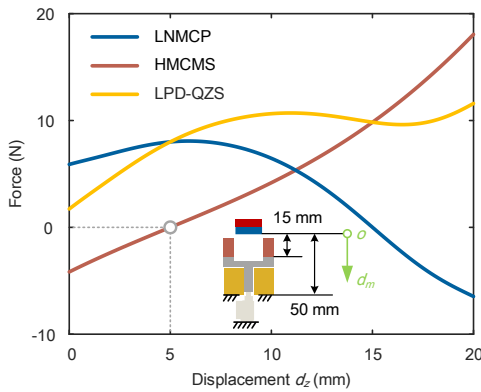 20
10
0
-10
Force (N)
LNMCP
HMCMS
LPD-QZS
15 mm
50 mm
o
dₘ
0 5 10 15 20
Displacement d_z (mm)